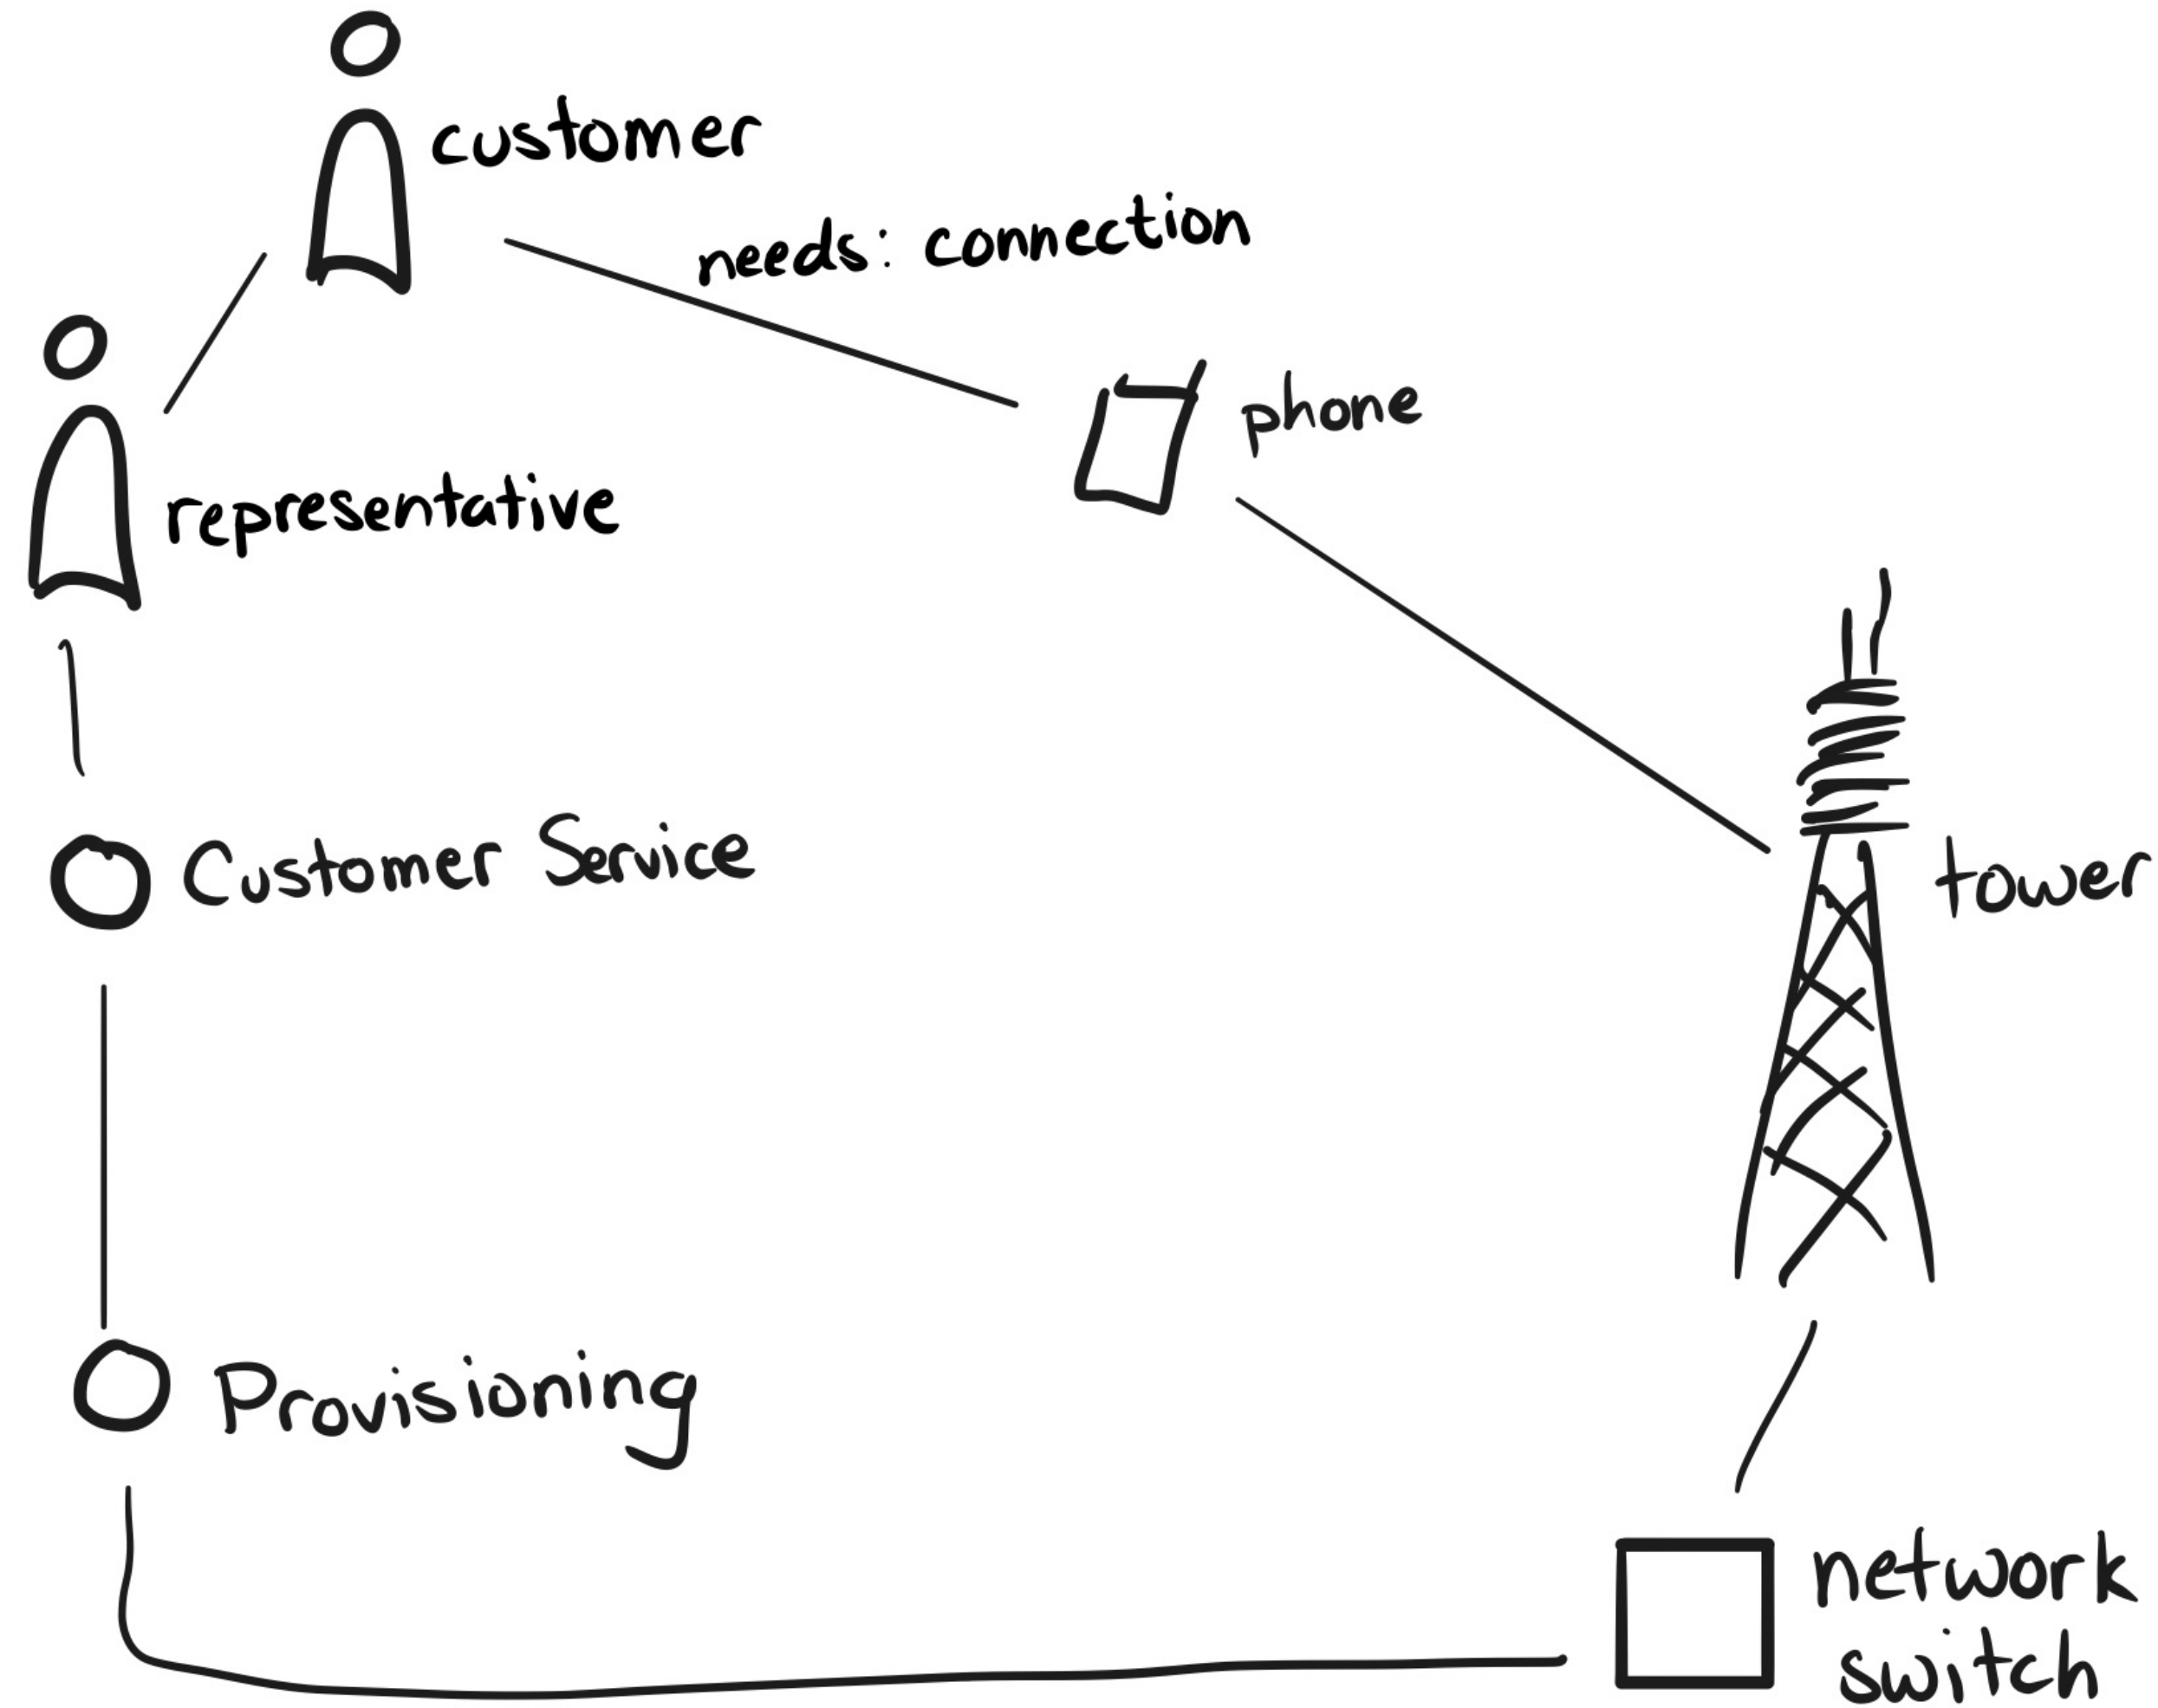 customer
needs: connection
phone
representative
Customer Service
tower
Provisioning
network
switch